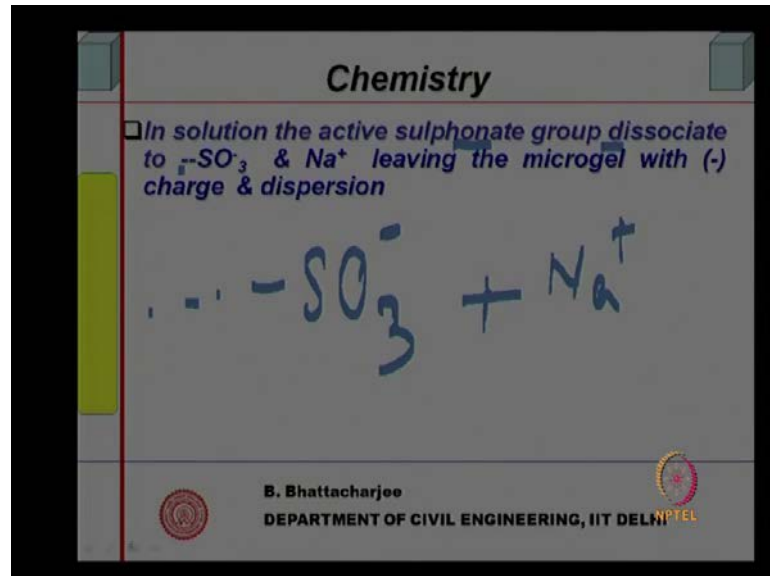 Chemistry
In solution the active sulphonate group dissociate
to --SO⁻₃ & Na⁺ leaving the microgel with (-)
charge & dispersion
. - . - SO₃⁻ + Na⁺
B. Bhattacharjee
DEPARTMENT OF CIVIL ENGINEERING, IIT DELHI
NPTEL